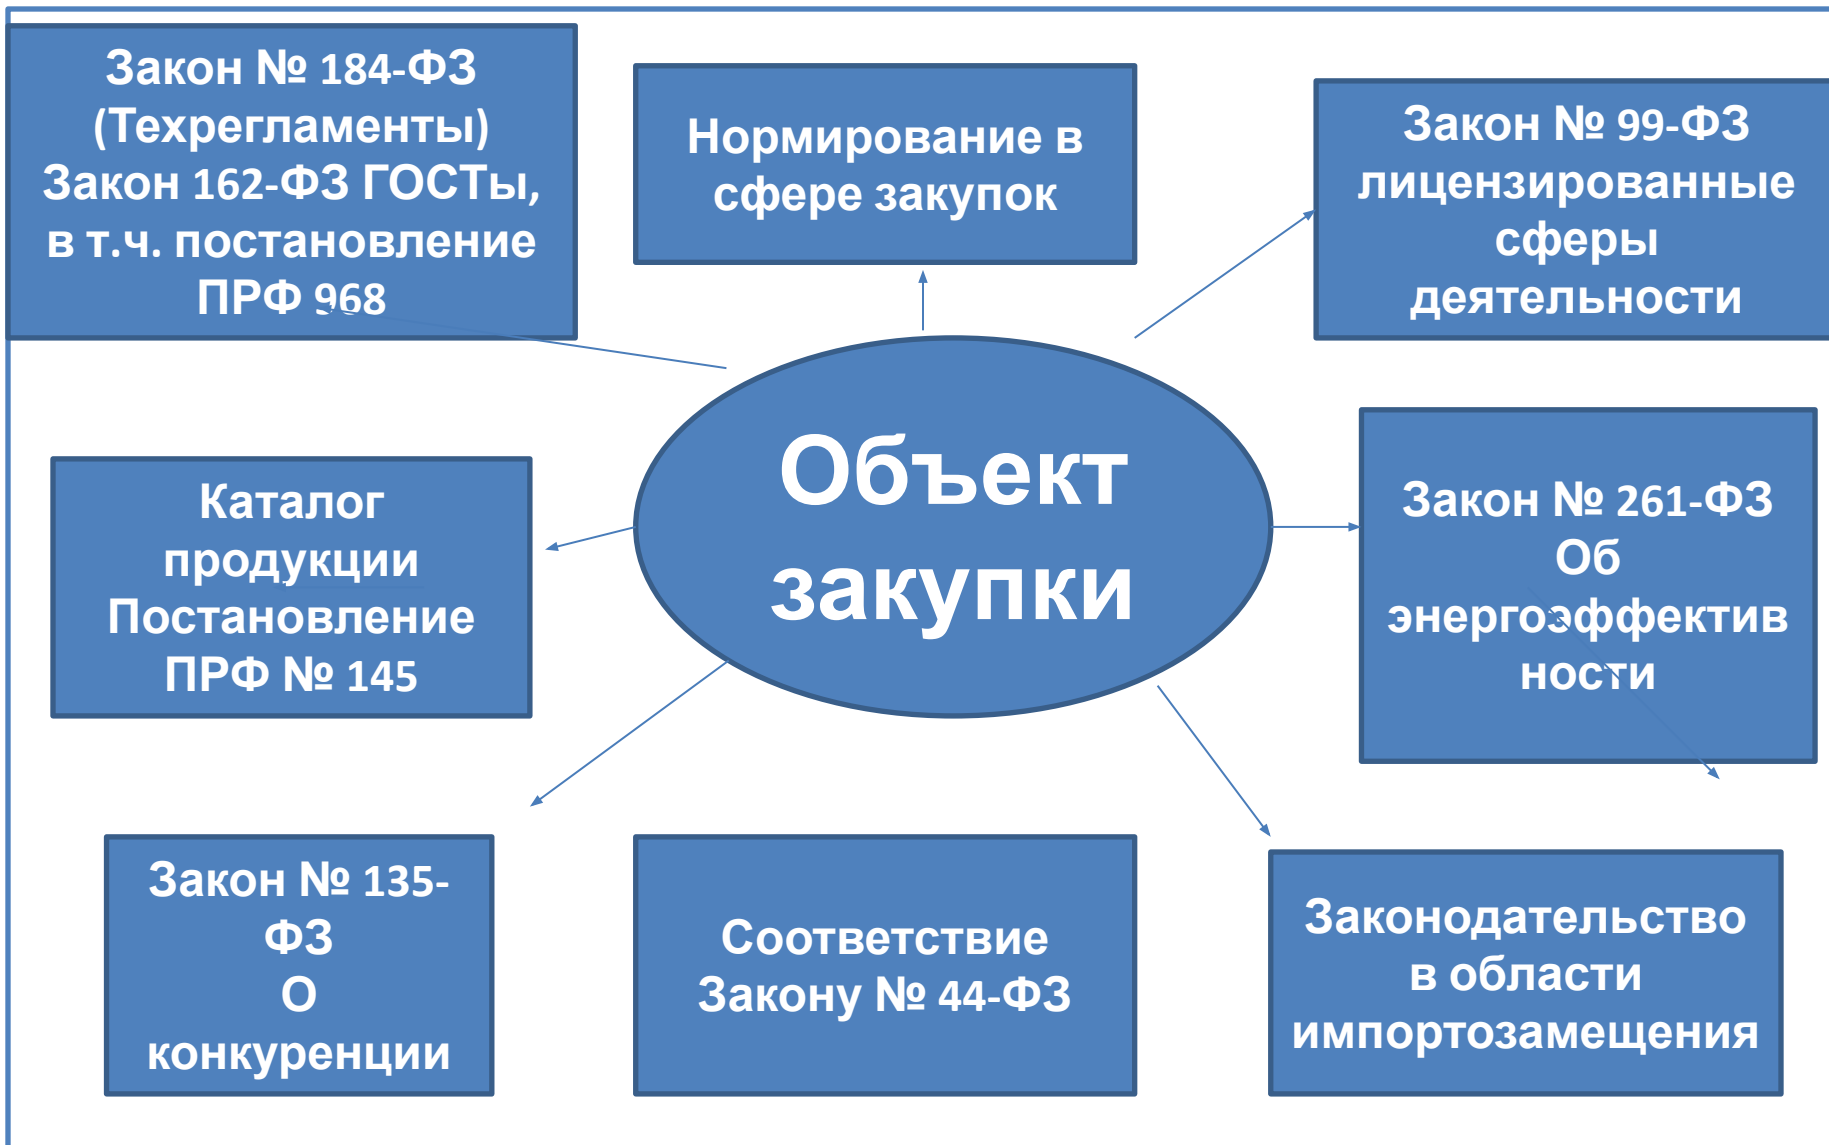 Закон № 184-ФЗ
(Техрегламенты)
Закон 162-ФЗ ГОСТы,
в т.ч. постановление
ПРФ 968
Нормирование в
сфере закупок
Закон № 99-ФЗ
лицензированные
сферы
деятельности
Объект
закупки
Каталог
продукции
Постановление
ПРФ № 145
Закон № 261-ФЗ
Об
энергоэффектив
ности
Закон № 135-
ФЗ
О
конкуренции
Соответствие
Закону № 44-ФЗ
Законодательство
в области
импортозамещения